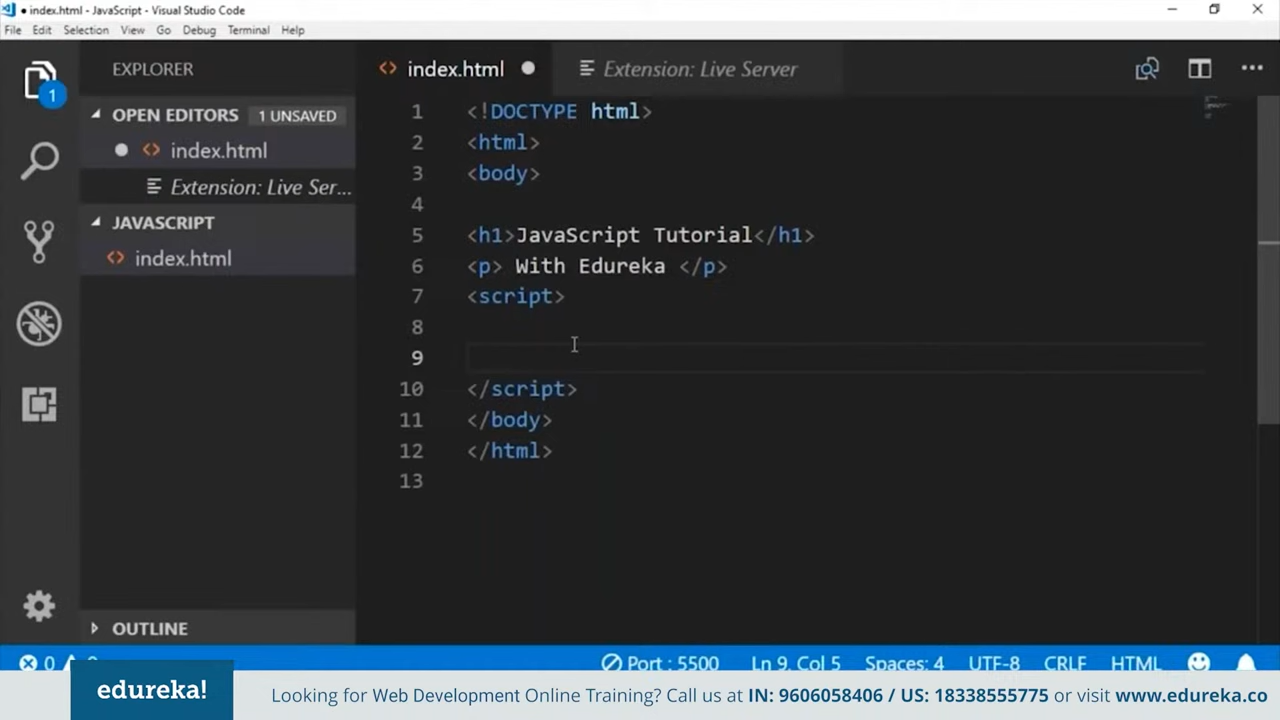 index.html - JavaScript - Visual Studio Code
File Edit Selection View Go Debug Terminal Help
EXPLORER
index.html
Extension: Live Server
1
OPEN EDITORS 1 UNSAVED
index.html
Extension: Live Ser...
JAVASCRIPT
index.html
1 <!DOCTYPE html>
2 <html>
3 <body>
4
5 <h1>JavaScript Tutorial</h1>
6 <p> With Edureka </p>
7 <script>
8
9
10 </script>
11 </body>
12 </html>
13
OUTLINE
0
Port : 5500 Ln 9, Col 5 Spaces: 4 UTF-8 CRLF HTML
edureka!
Looking for Web Development Online Training? Call us at IN: 9606058406 / US: 18338555775 or visit www.edureka.co